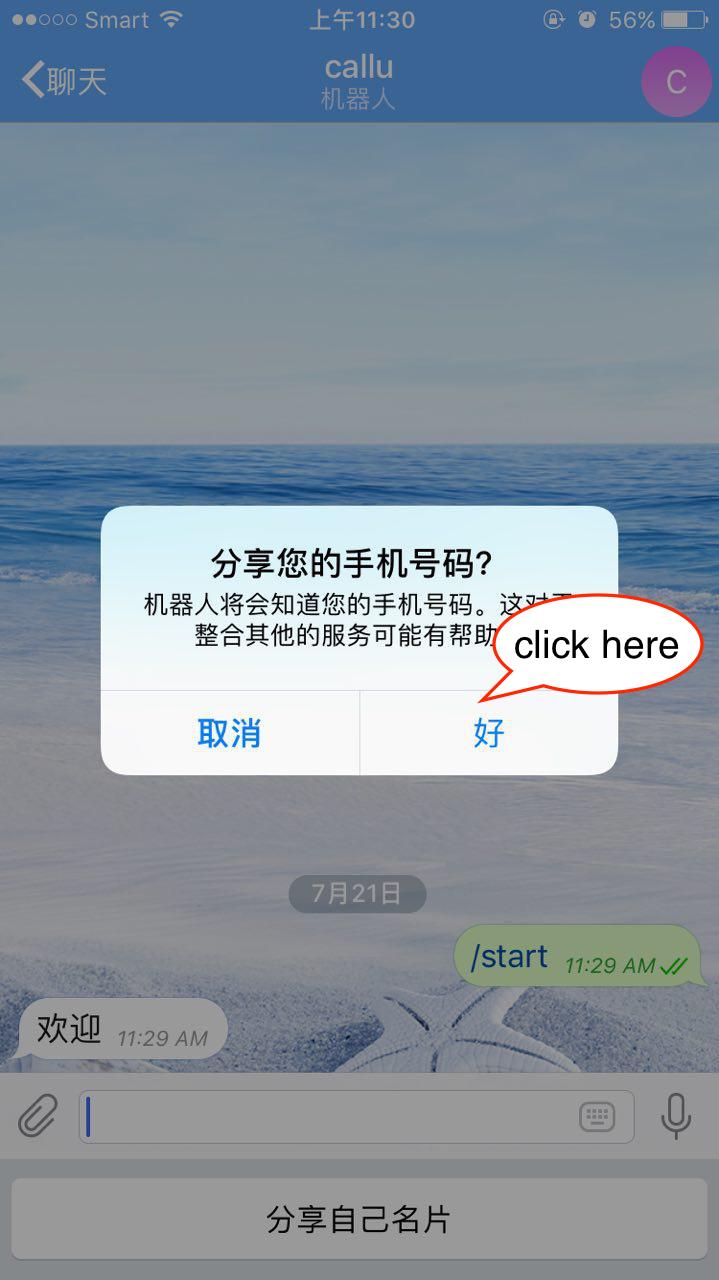 Smart
上午11:30
56%
聊天
callu
机器人
C
分享您的手机号码?
机器人将会知道您的手机号码。这对
整合其他的服务可能有帮助
click here
取消
好
7月21日
/start 11:29 AM
欢迎 11:29 AM
分享自己名片